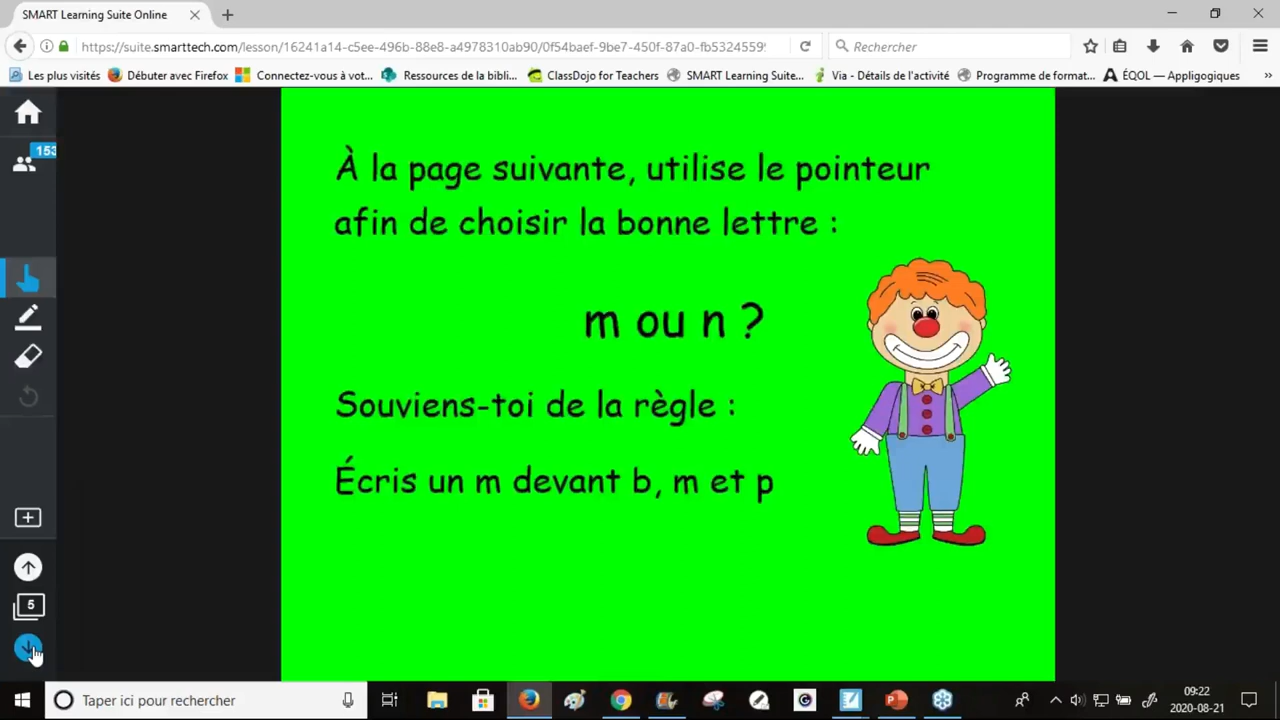 SMART Learning Suite Online
https://suite.smarttech.com/lesson/16241a14-c5ee-496b-88e8-a4978310ab90/0f54baef-9be7-450f-87a0-fb5324559
Rechercher
Les plus visités
Débuter avec Firefox
Connectez-vous à vot...
Ressources de la bibli...
ClassDojo for Teachers
SMART Learning Suite...
Via - Détails de l'activité
Programme de format...
ÉQOL — Appligogiques
153
À la page suivante, utilise le pointeur
afin de choisir la bonne lettre :
m ou n ?
Souviens-toi de la règle :
Écris un m devant b, m et p
5
Taper ici pour rechercher
09:22
2020-08-21